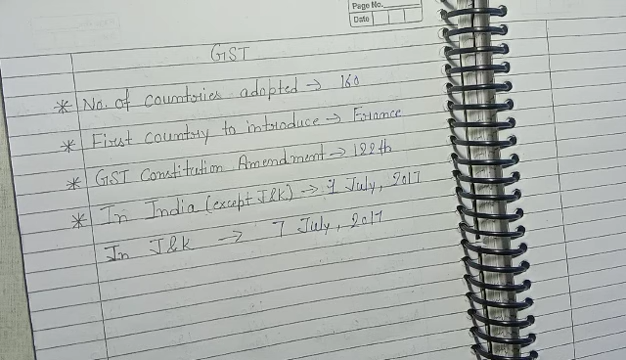 Page No.
Date
GST
* No. of countries adopted → 160
* First country to introduce → France
* GST Constitution Amendment → 122th
* In India (except J&K) → 1 July, 2017
In J&K → 7 July, 2017